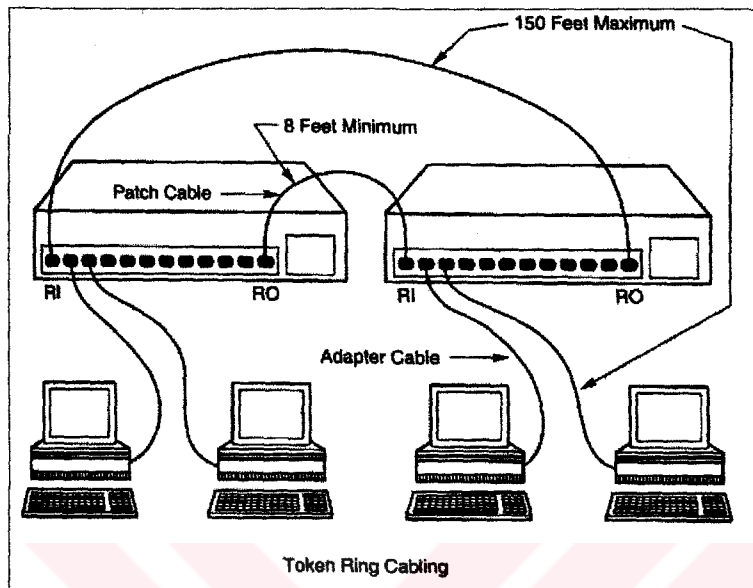 150 Feet Maximum
8 Feet Minimum
Patch Cable
RI
RO
RI
RO
Adapter Cable
Token Ring Cabling